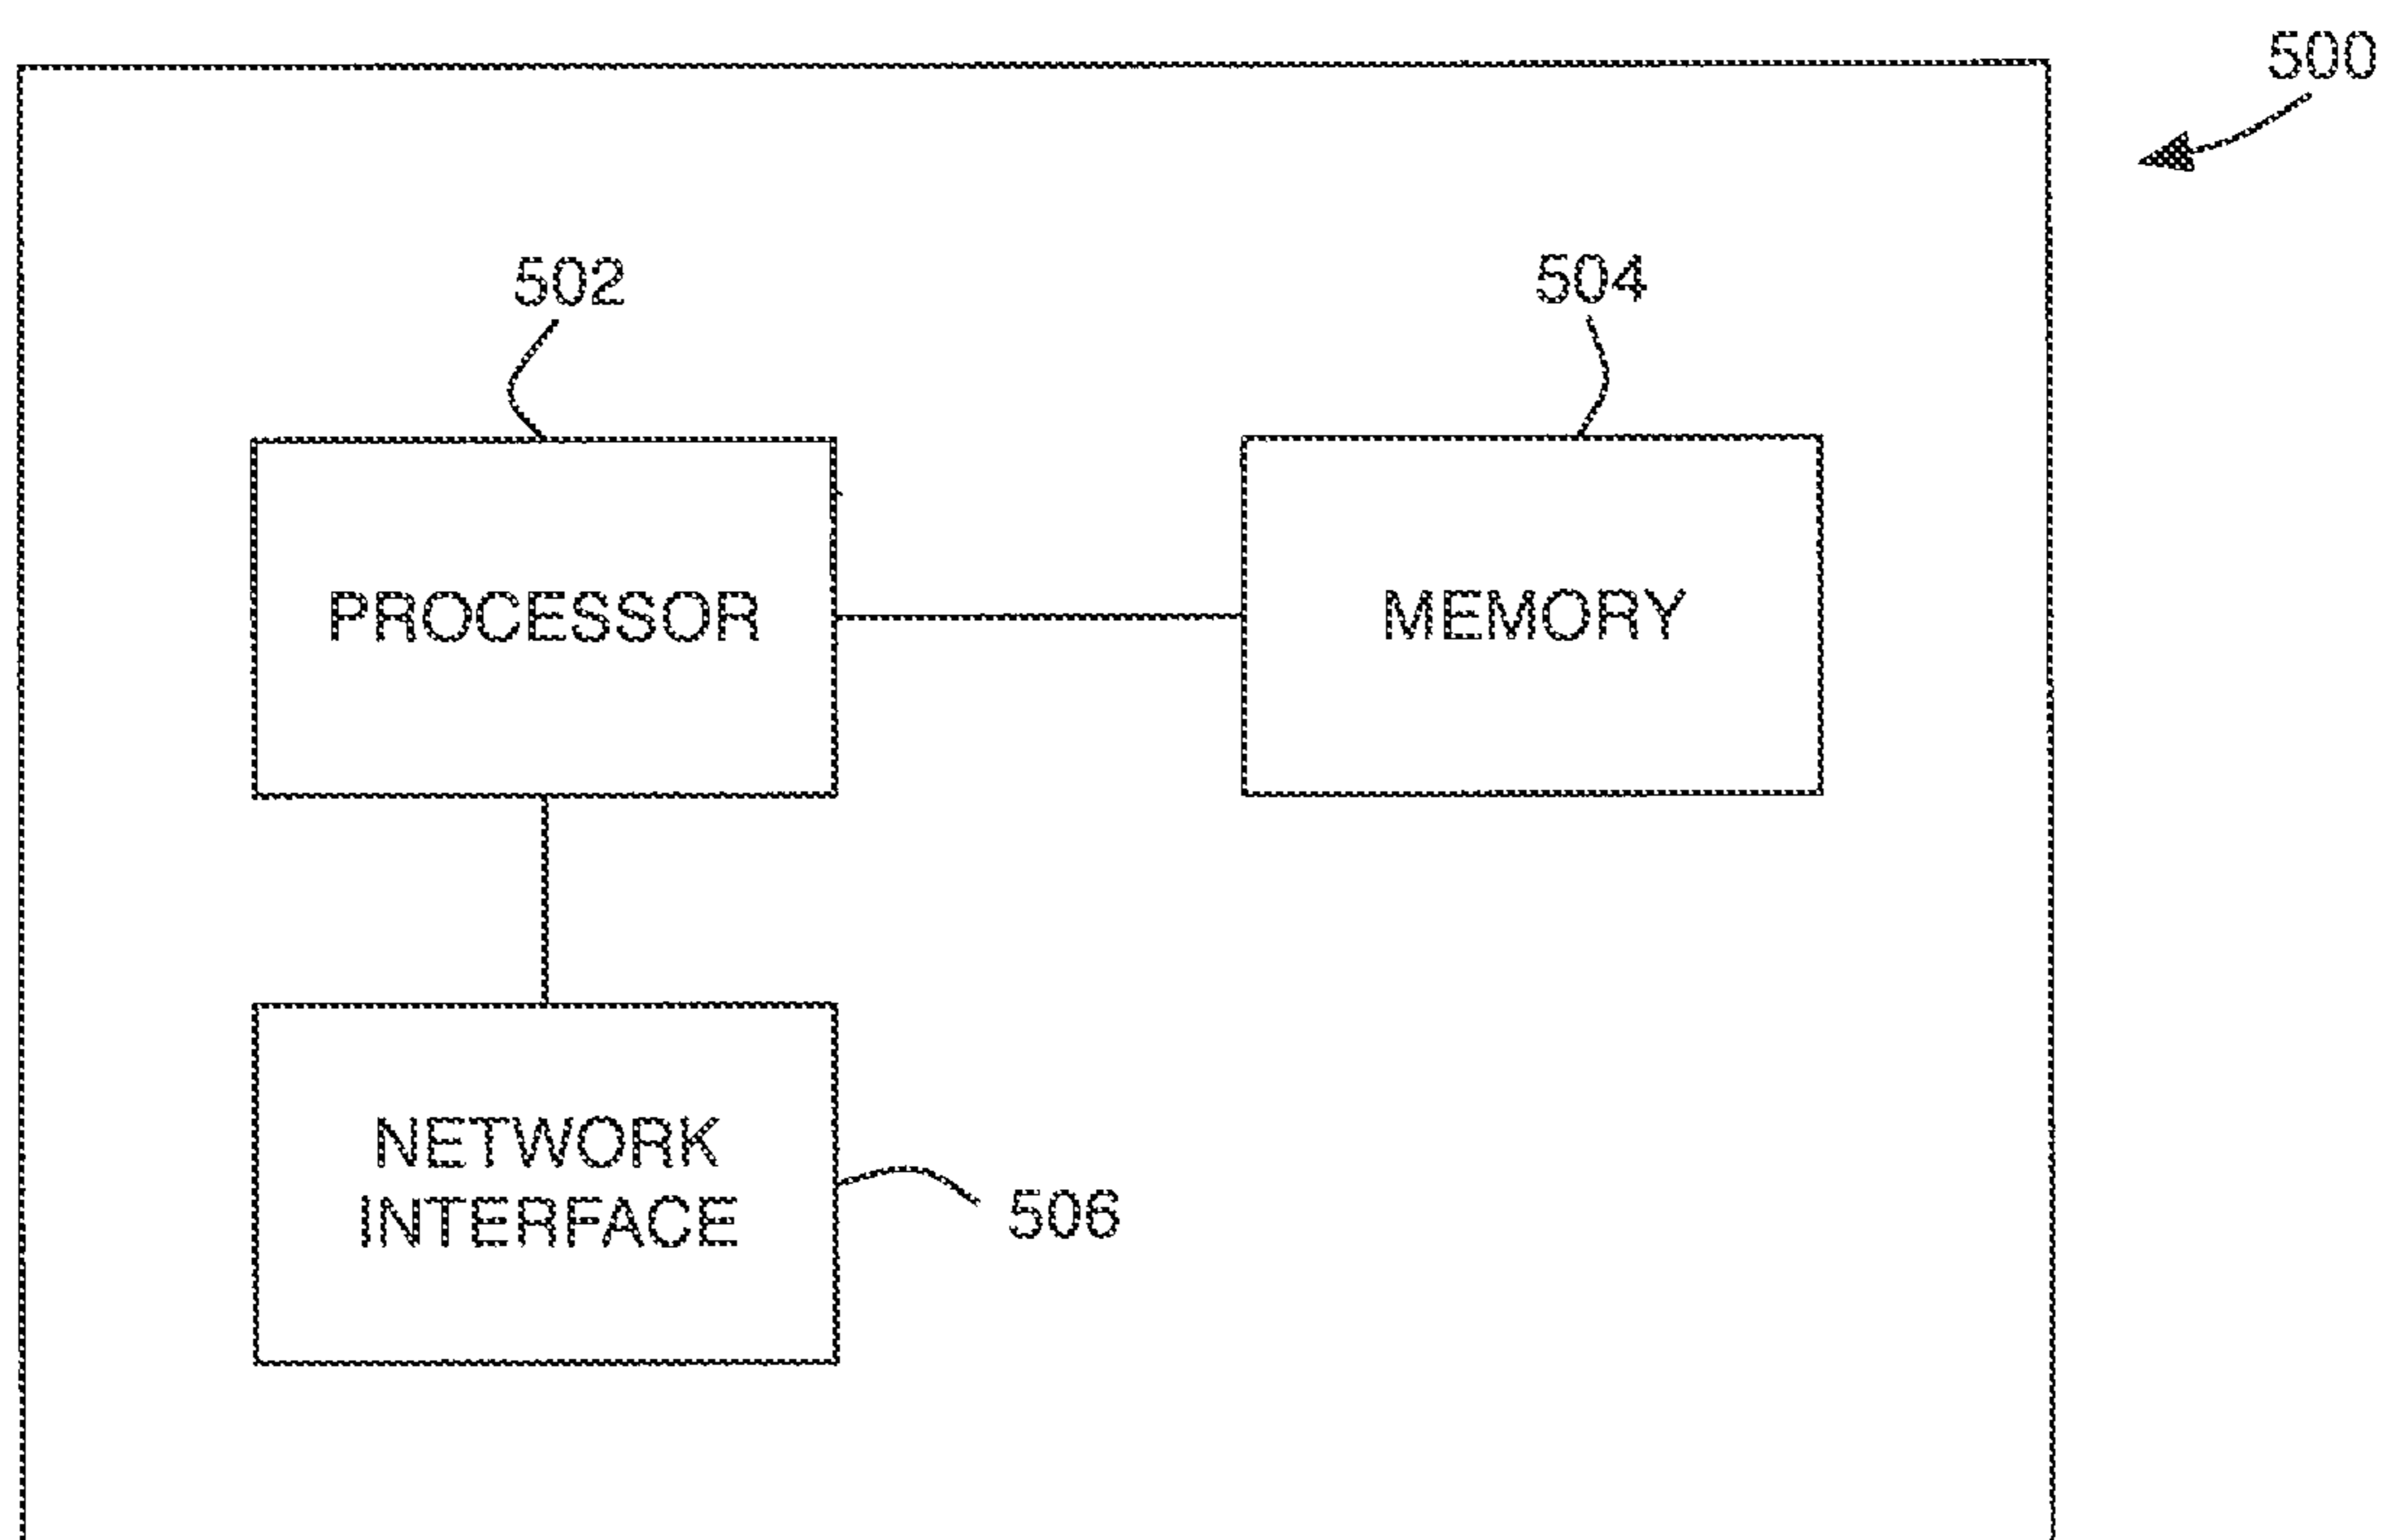 500
502
504
PROCESSOR
MEMORY
NETWORK
INTERFACE
506